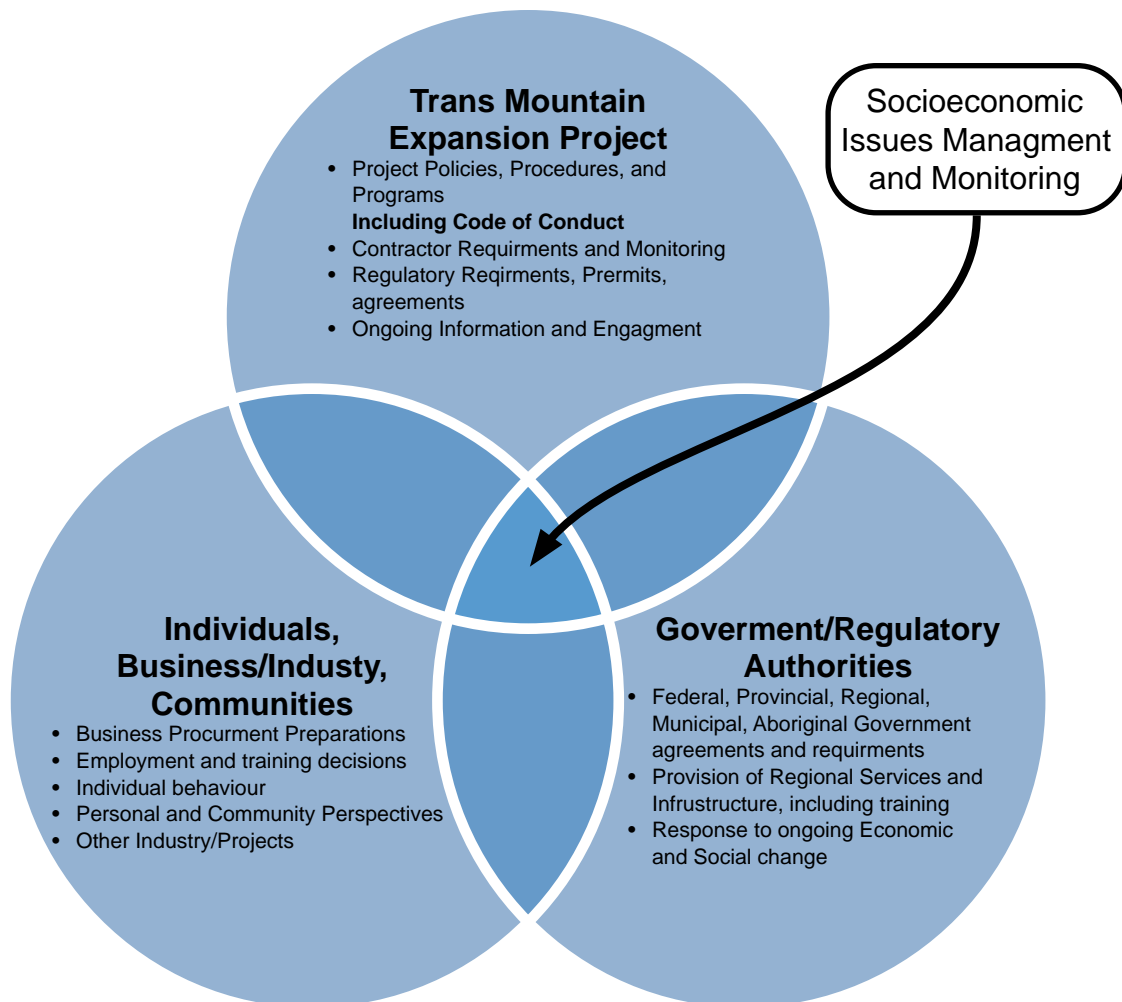 Trans Mountain
Expansion Project
• Project Policies, Procedures, and
Programs
Including Code of Conduct
• Contractor Requirments and Monitoring
• Regulatory Reqirments, Prermits,
agreements
• Ongoing Information and Engagment
Socioeconomic
Issues Managment
and Monitoring
Individuals,
Business/Industy,
Communities
• Business Procurment Preparations
• Employment and training decisions
• Individual behaviour
• Personal and Community Perspectives
• Other Industry/Projects
Goverment/Regulatory
Authorities
• Federal, Provincial, Regional,
Municipal, Aboriginal Government
agreements and requirments
• Provision of Regional Services and
Infrustructure, including training
• Response to ongoing Economic
and Social change